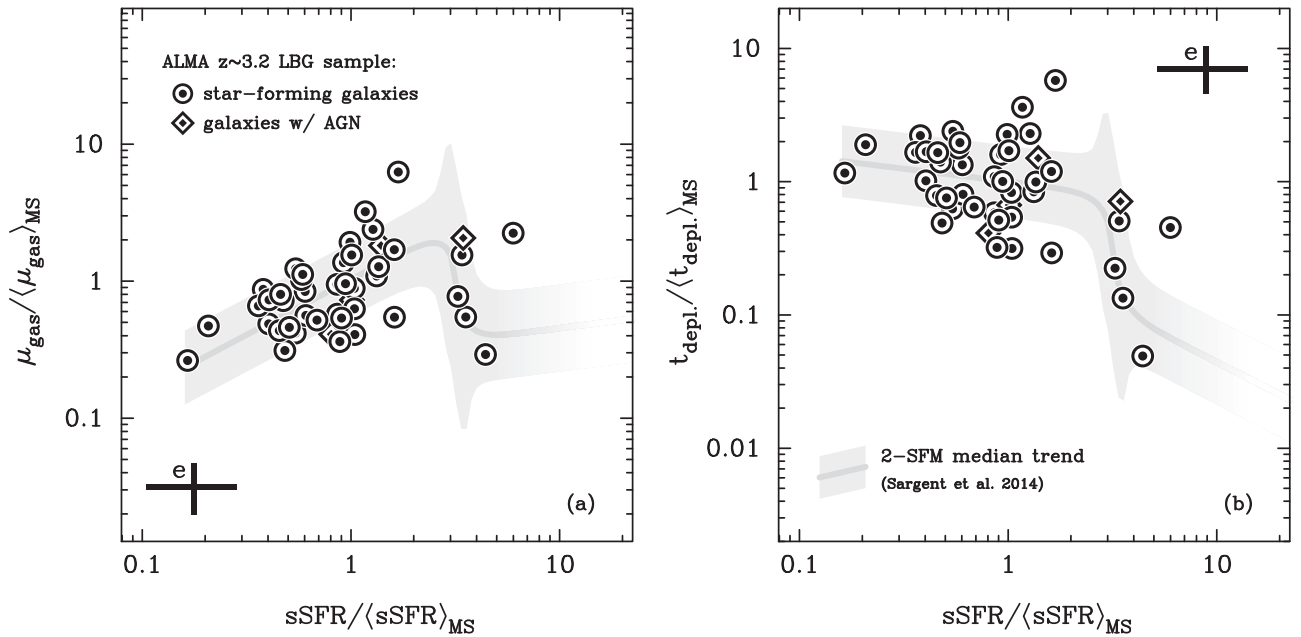 ALMA z~3.2 LBG sample:
star-forming galaxies
galaxies w/ AGN
μgas/⟨μgas⟩MS
10
1
0.1
e
(a)
0.1 1 10
sSFR/⟨sSFR⟩MS
tdepl./⟨tdepl.⟩MS
10
1
0.1
0.01
e
2-SFM median trend
(Sargent et al. 2014)
(b)
0.1 1 10
sSFR/⟨sSFR⟩MS